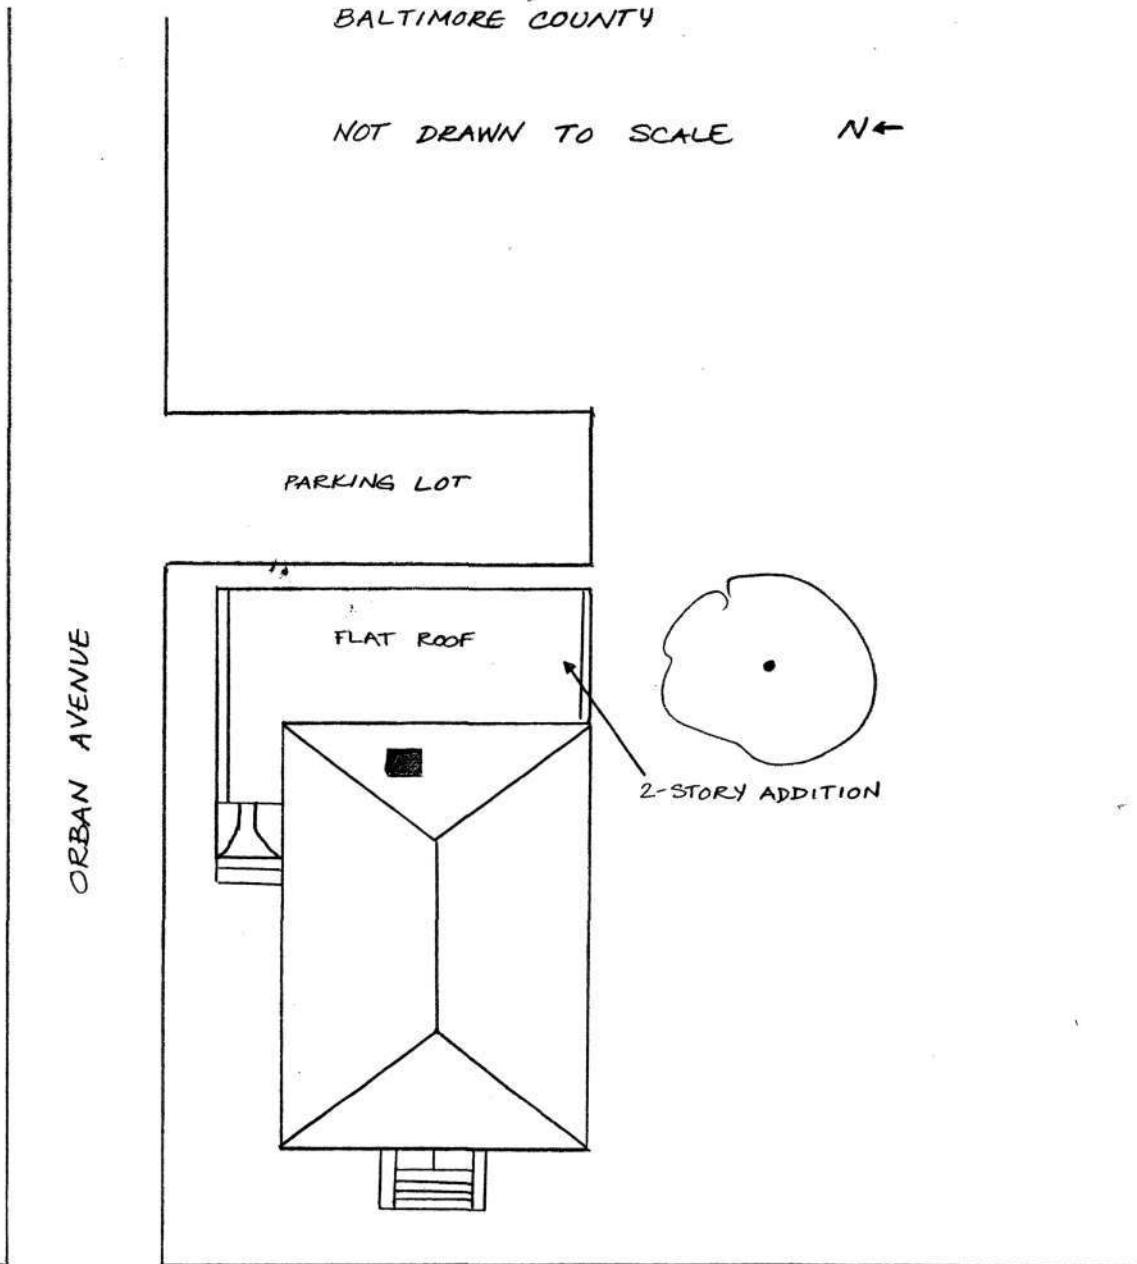 BALTIMORE COUNTY
NOT DRAWN TO SCALE N←
PARKING LOT
FLAT ROOF
2-STORY ADDITION
ORBAN AVENUE